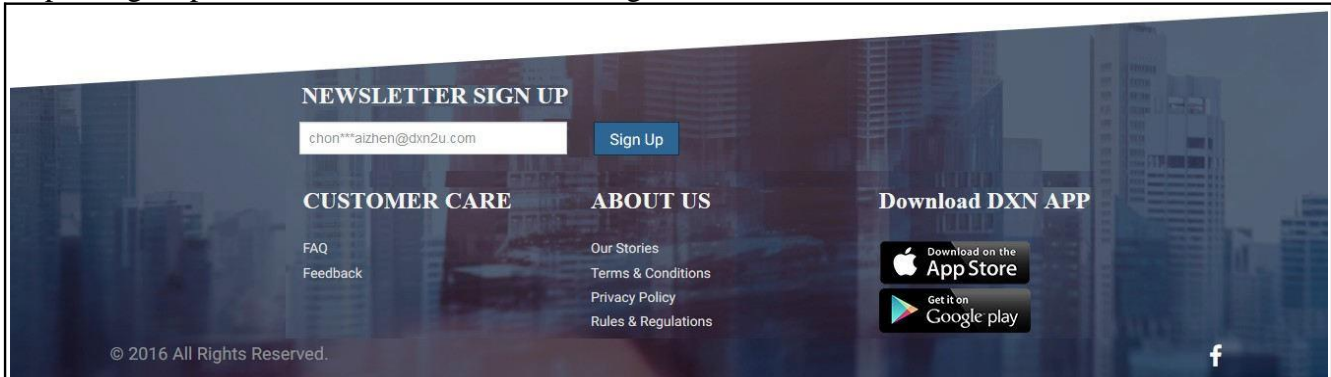 NEWSLETTER SIGN UP
chon***aizhen@dxn2u.com
Sign Up
CUSTOMER CARE
FAQ
Feedback
ABOUT US
Our Stories
Terms & Conditions
Privacy Policy
Rules & Regulations
Download DXN APP
Download on the
App Store
Get it on
Google play
© 2016 All Rights Reserved.
f